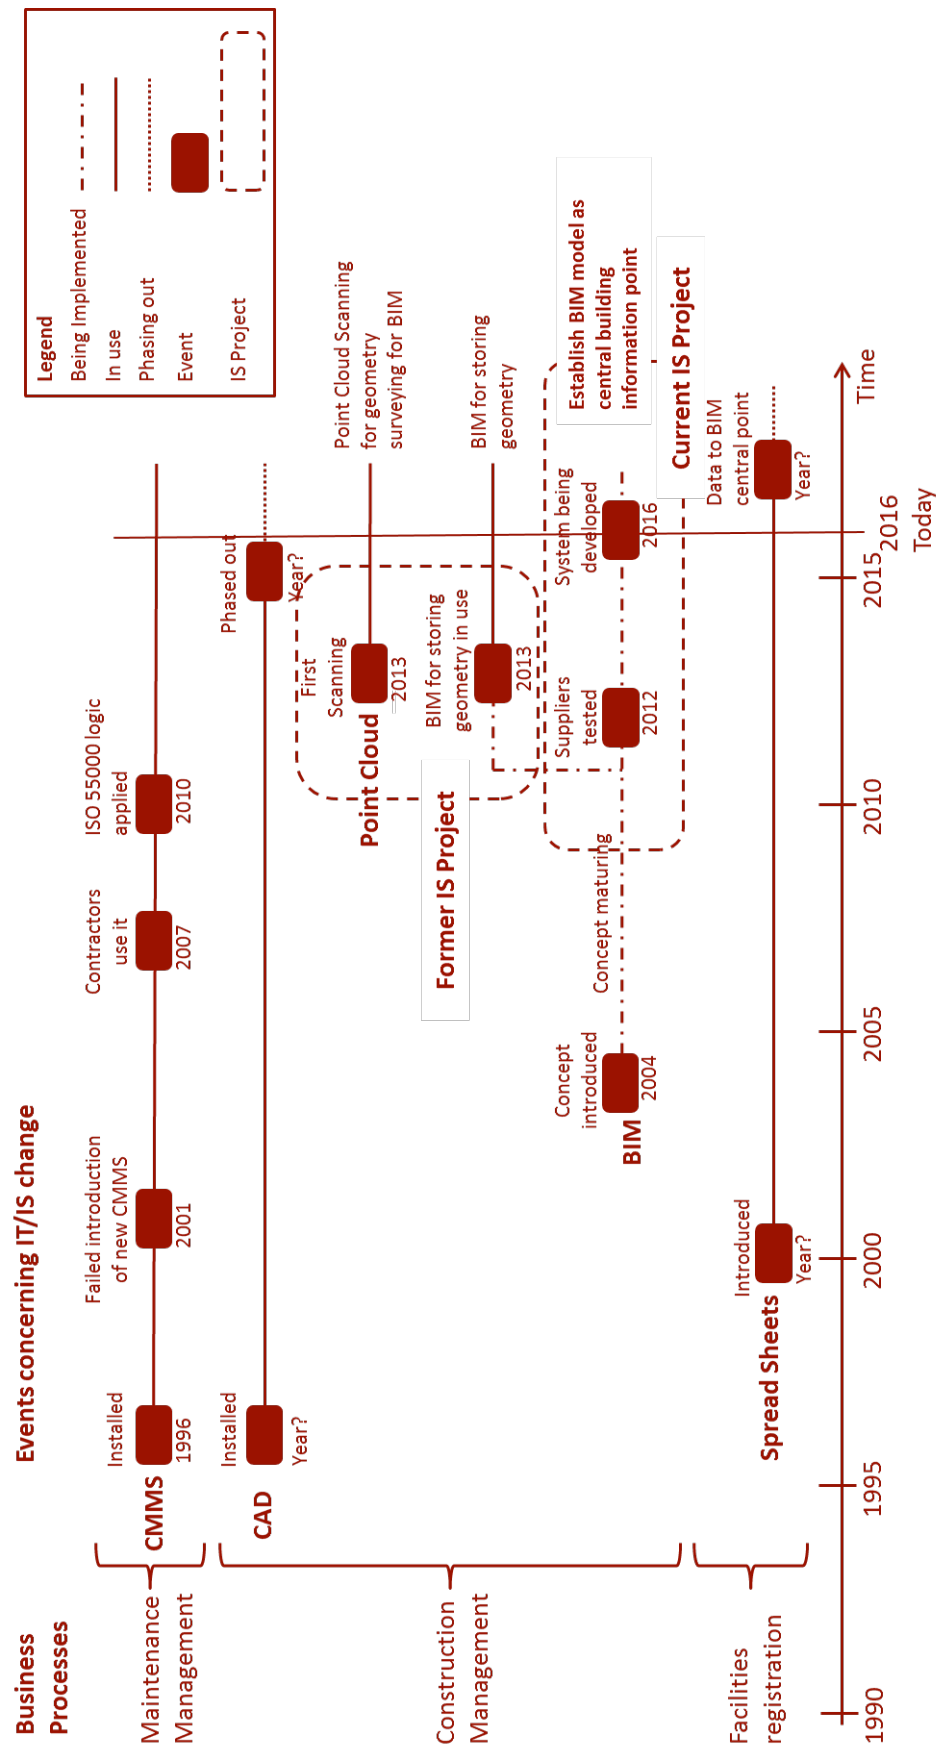 Business
Processes
Events concerning IT/IS change
Legend
Being Implemented
In use
Phasing out
Event
IS Project
Maintenance
Management
CMMS
Installed
1996
Failed introduction
of new CMMS
2001
Contractors
use it
2007
ISO 55000 logic
applied
2010
Construction
Management
CAD
Installed
Year?
Phased out
Year?
Point Cloud
First
Scanning
2013
Point Cloud Scanning
for geometry
surveying for BIM
Former IS Project
BIM for storing
geometry in use
2013
BIM for storing
geometry
BIM
Concept
introduced
2004
Concept maturing
Suppliers
tested
2012
System being
developed
2016
Establish BIM model as
central building
information point
Current IS Project
Facilities
registration
Spread Sheets
Introduced
Year?
Data to BIM
central point
Year?
1990
1995
2000
2005
2010
2015
2016
Today
Time